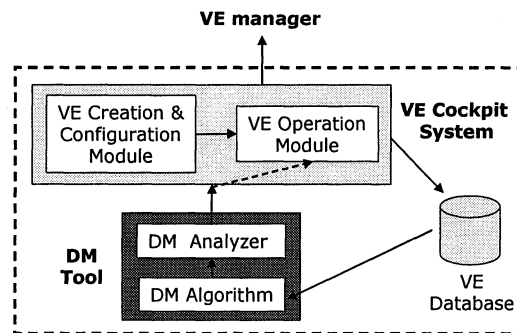 VE manager
VE Creation &
Configuration
Module
VE Operation
Module
VE Cockpit
System
DM
Tool
DM Analyzer
DM Algorithm
VE
Database